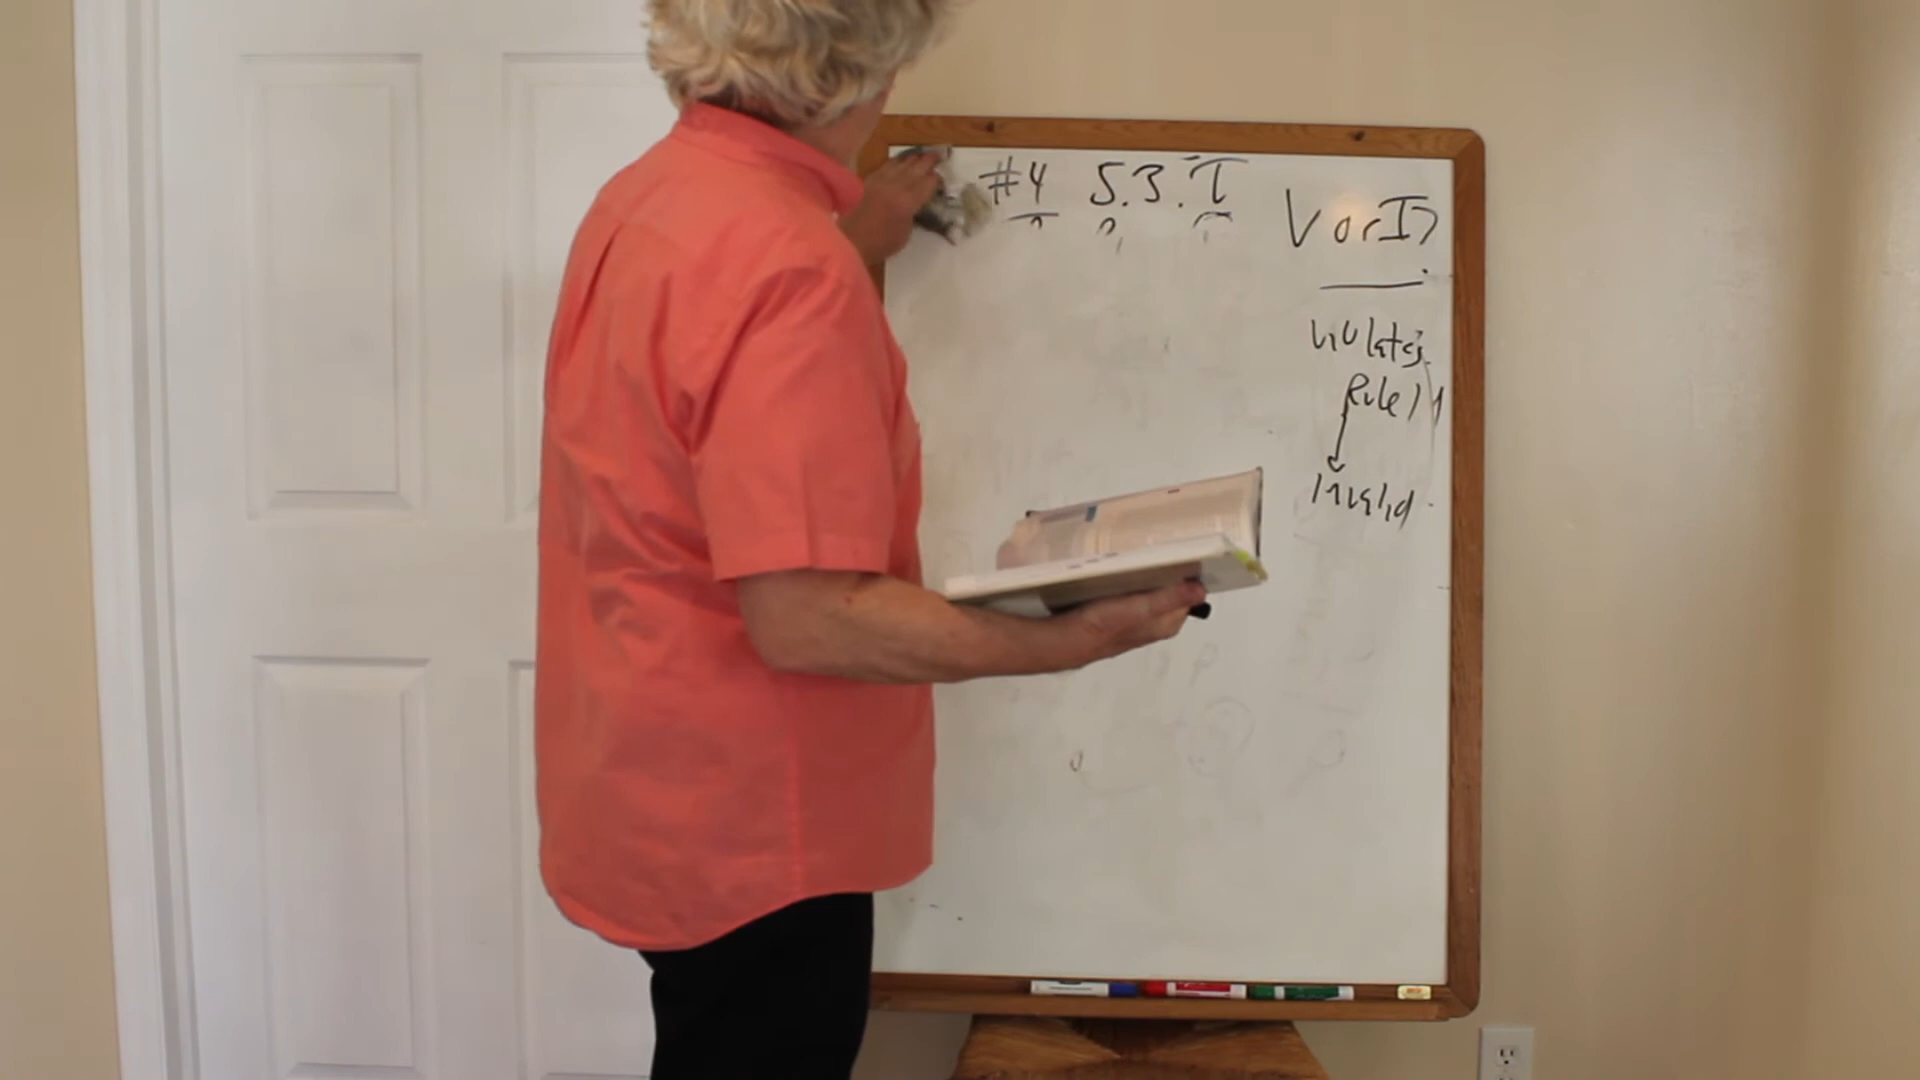 #4 5.3.I
V or I?
Violates
Rule 1
Invalid